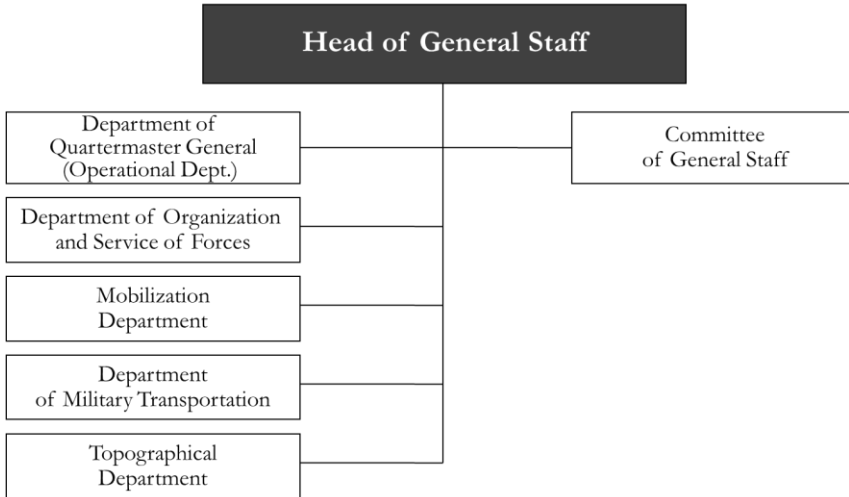 Head of General Staff
Department of
Quartermaster General
(Operational Dept.)
Committee
of General Staff
Department of Organization
and Service of Forces
Mobilization
Department
Department
of Military Transportation
Topographical
Department